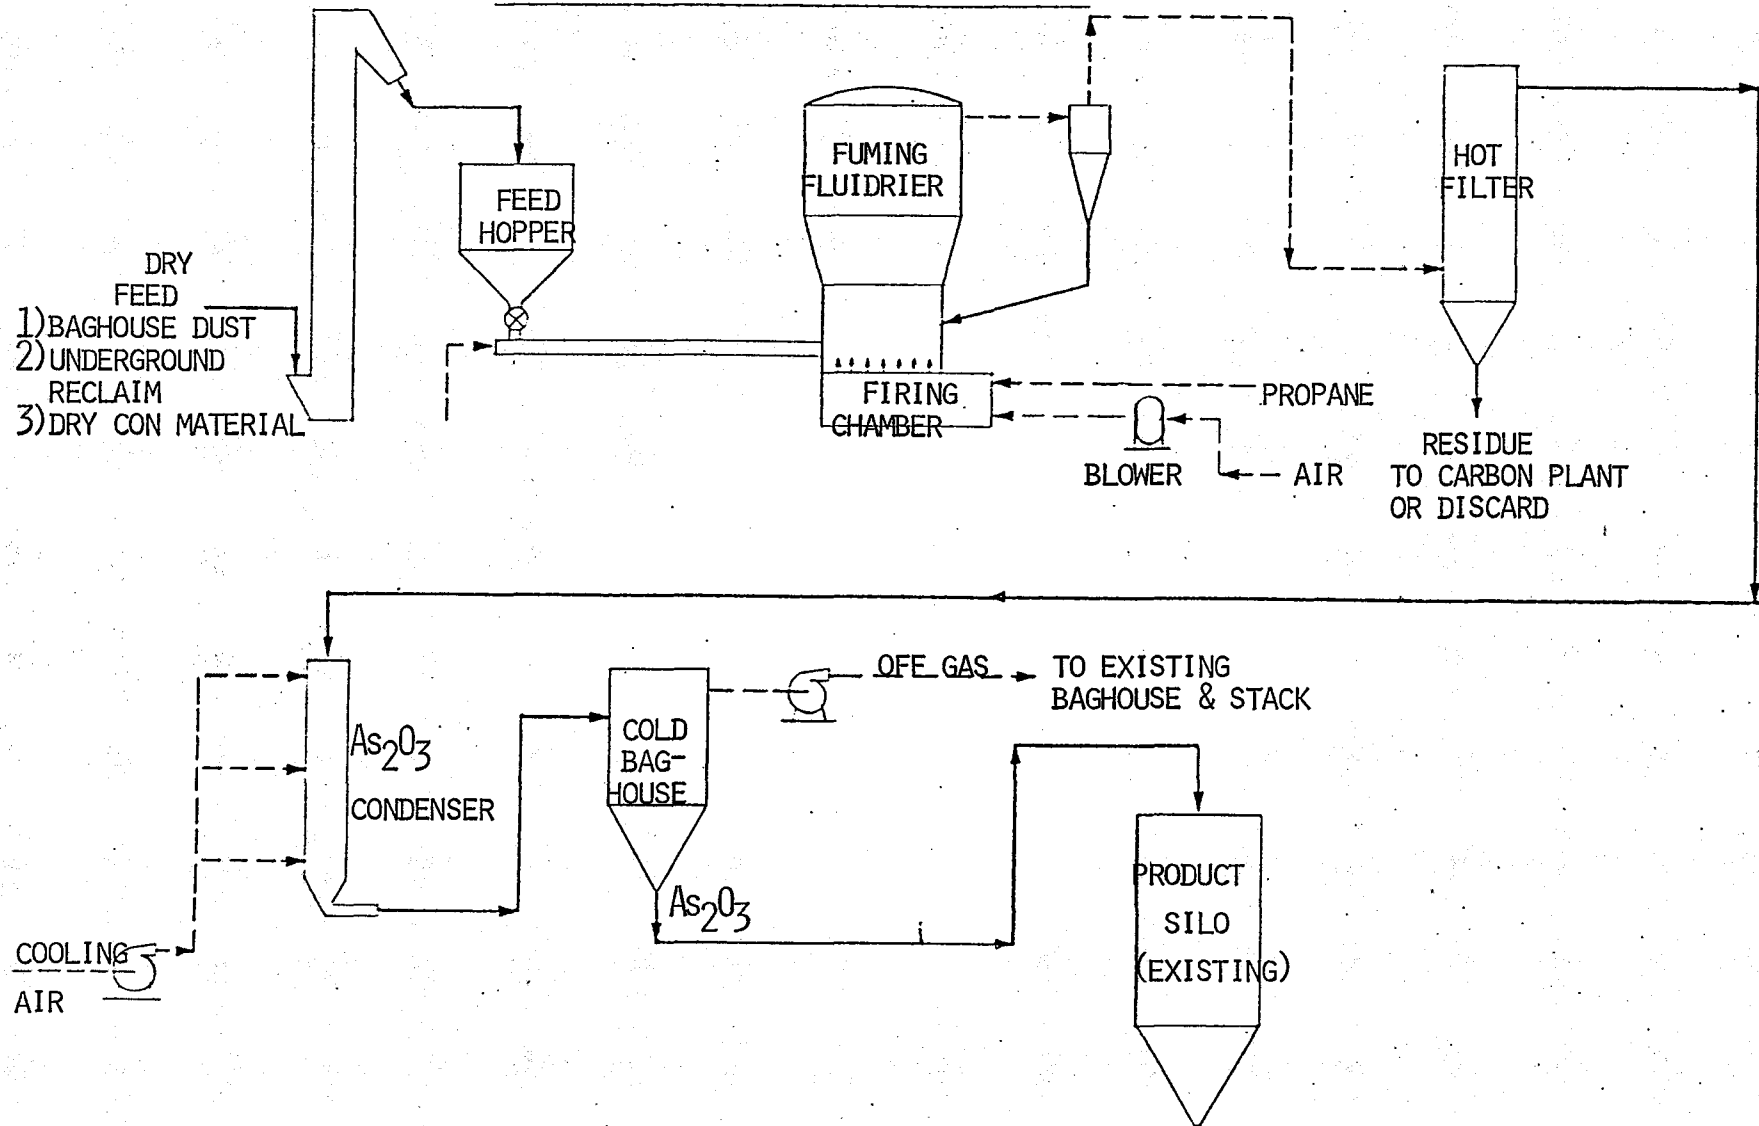 FUMING
FLUIDRIER
HOT
FILTER
FEED
HOPPER
DRY
FEED
1) BAGHOUSE DUST
2) UNDERGROUND
RECLAIM
3) DRY CON MATERIAL
FIRING
CHAMBER
PROPANE
BLOWER
AIR
RESIDUE
TO CARBON PLANT
OR DISCARD
OFF GAS
TO EXISTING
BAGHOUSE & STACK
As2O3
CONDENSER
COLD
BAG-
HOUSE
As2O3
PRODUCT
SILO
(EXISTING)
COOLING
AIR